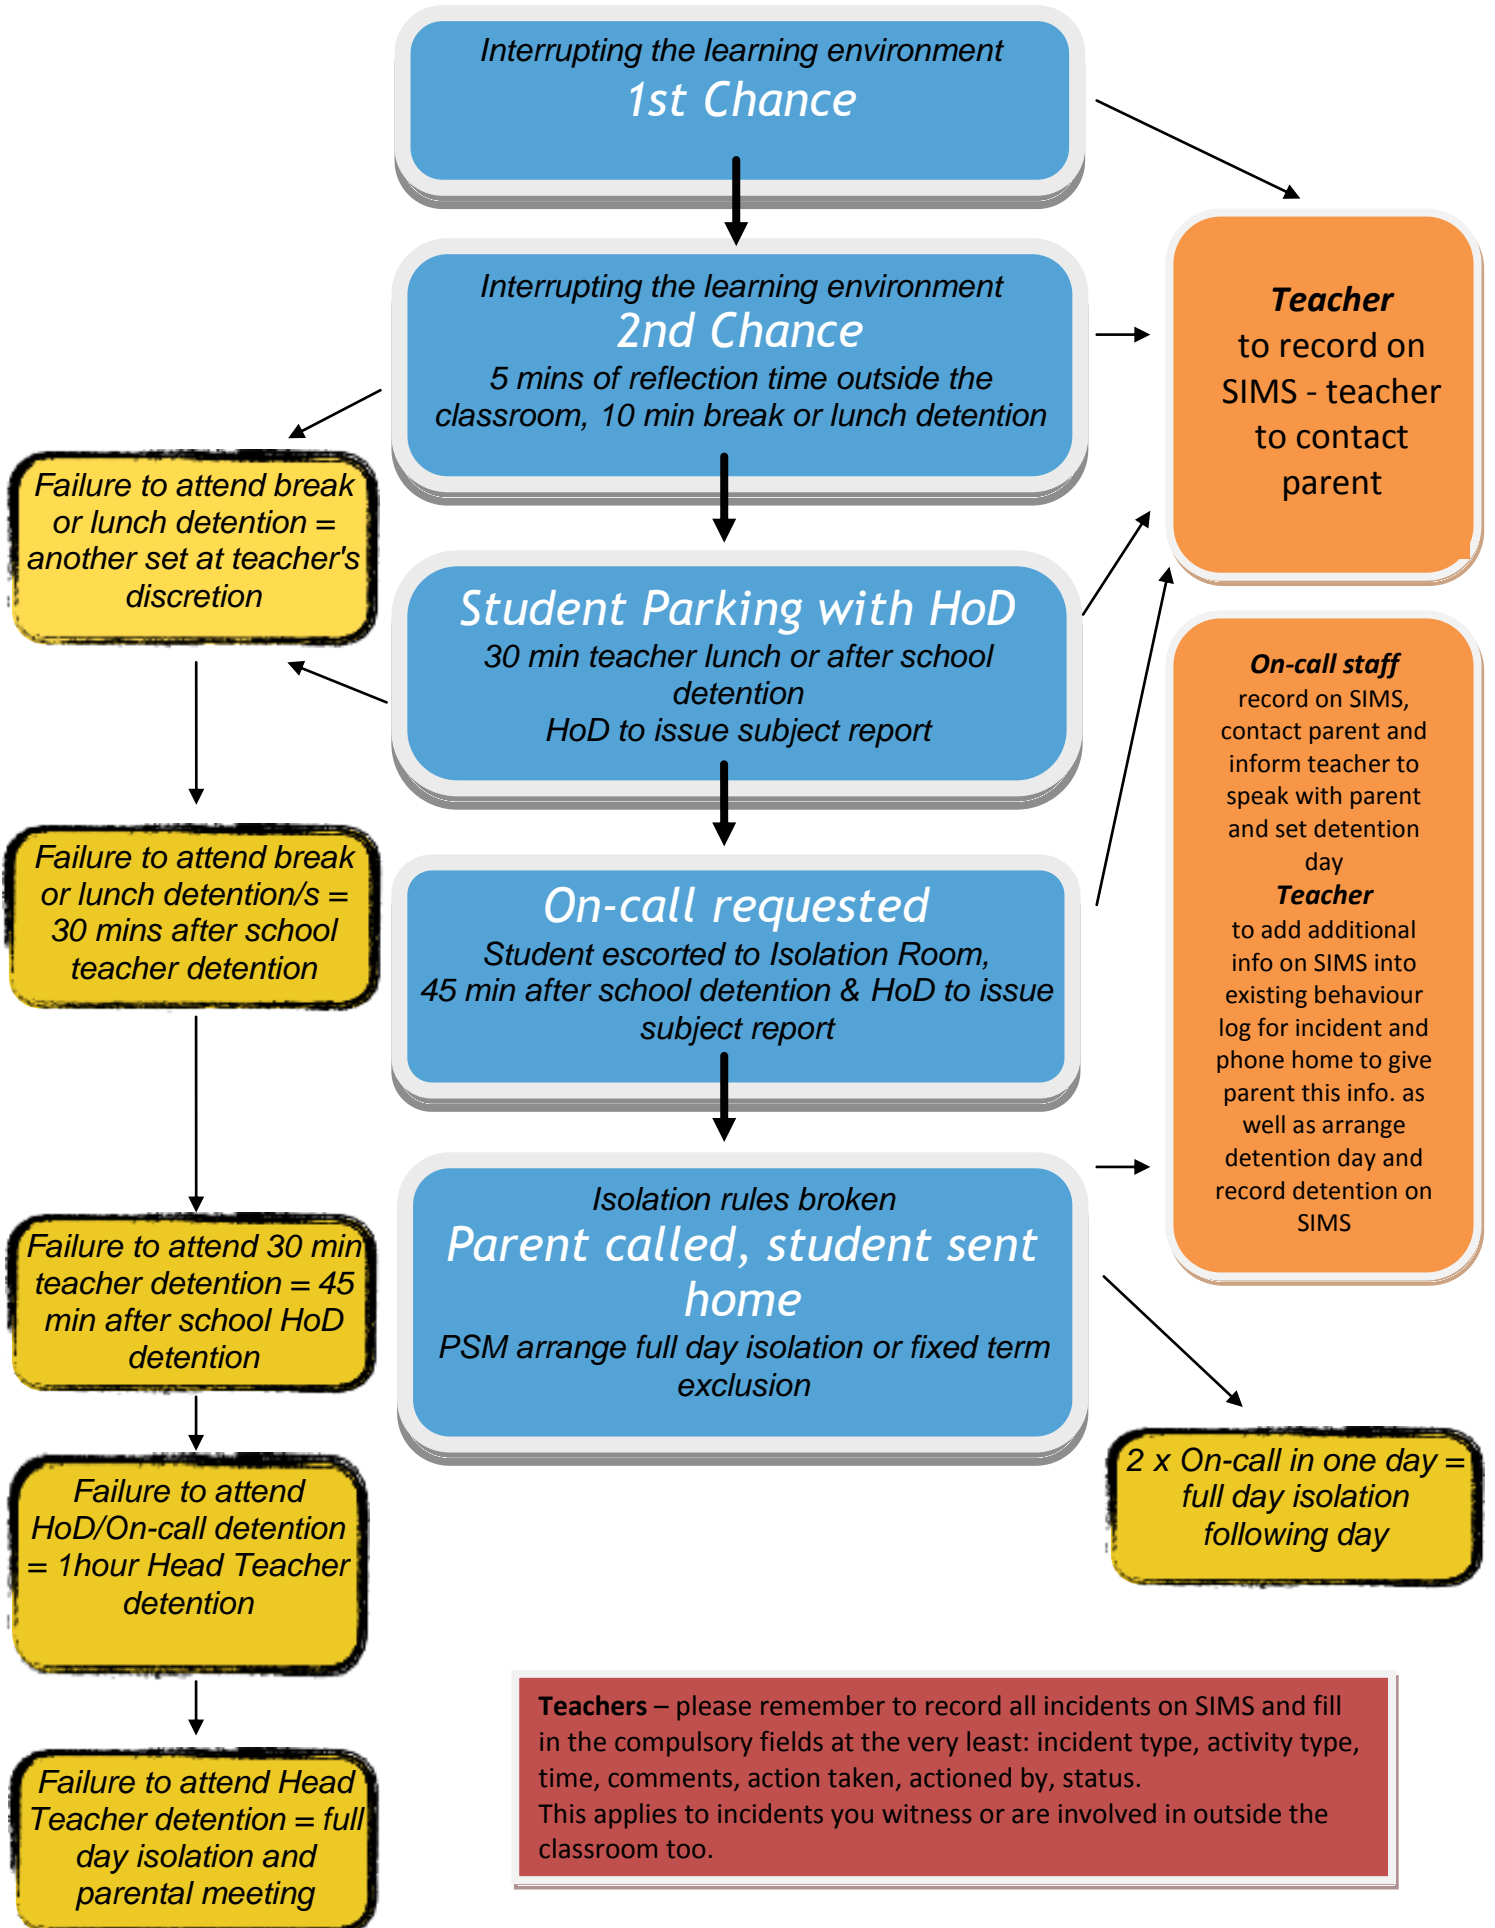 Interrupting the learning environment
1st Chance
Interrupting the learning environment
2nd Chance
5 mins of reflection time outside the
classroom, 10 min break or lunch detention
Teacher
to record on
SIMS - teacher
to contact
parent
Failure to attend break
or lunch detention =
another set at teacher's
discretion
Student Parking with HoD
30 min teacher lunch or after school
detention
HoD to issue subject report
On-call staff
record on SIMS,
contact parent and
inform teacher to
speak with parent
and set detention
day
Teacher
to add additional
info on SIMS into
existing behaviour
log for incident and
phone home to give
parent this info. as
well as arrange
detention day and
record detention on
SIMS
Failure to attend break
or lunch detention/s =
30 mins after school
teacher detention
On-call requested
Student escorted to Isolation Room,
45 min after school detention & HoD to issue
subject report
Isolation rules broken
Parent called, student sent
home
PSM arrange full day isolation or fixed term
exclusion
Failure to attend 30 min
teacher detention = 45
min after school HoD
detention
2 x On-call in one day =
full day isolation
following day
Failure to attend
HoD/On-call detention
= 1hour Head Teacher
detention
Teachers – please remember to record all incidents on SIMS and fill
in the compulsory fields at the very least: incident type, activity type,
time, comments, action taken, actioned by, status.
This applies to incidents you witness or are involved in outside the
classroom too.
Failure to attend Head
Teacher detention = full
day isolation and
parental meeting